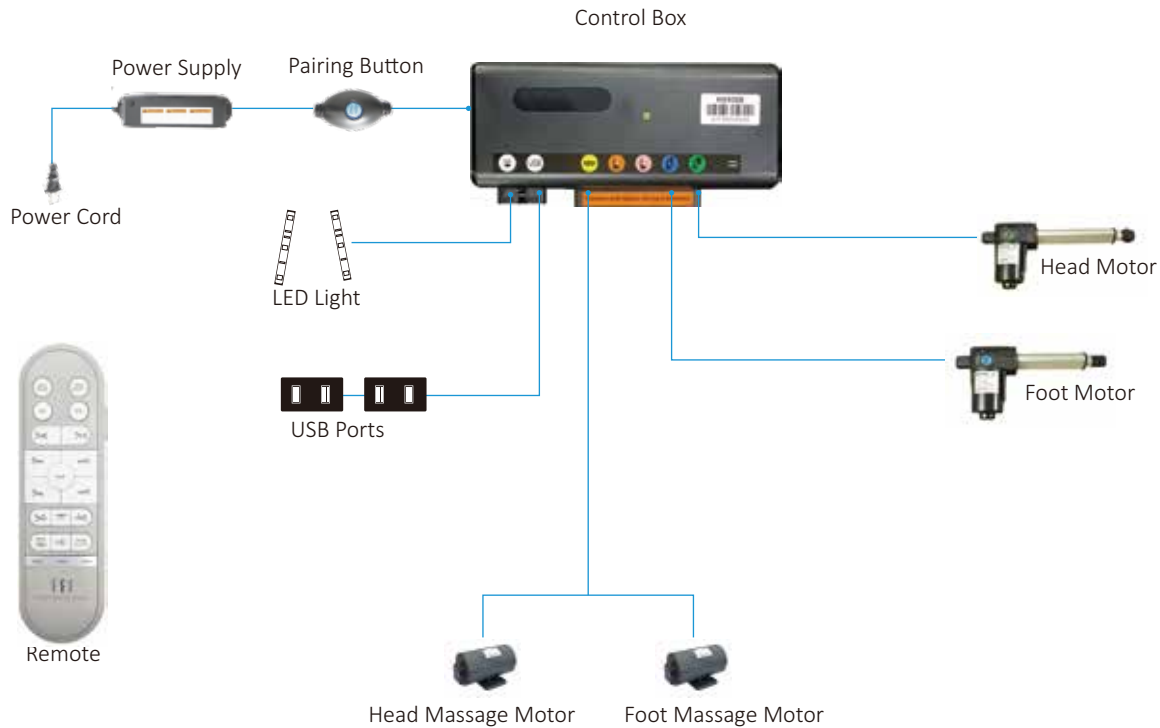 Control Box
Power Supply
Pairing Button
Power Cord
LED Light
Head Motor
Foot Motor
USB Ports
Remote
Head Massage Motor
Foot Massage Motor